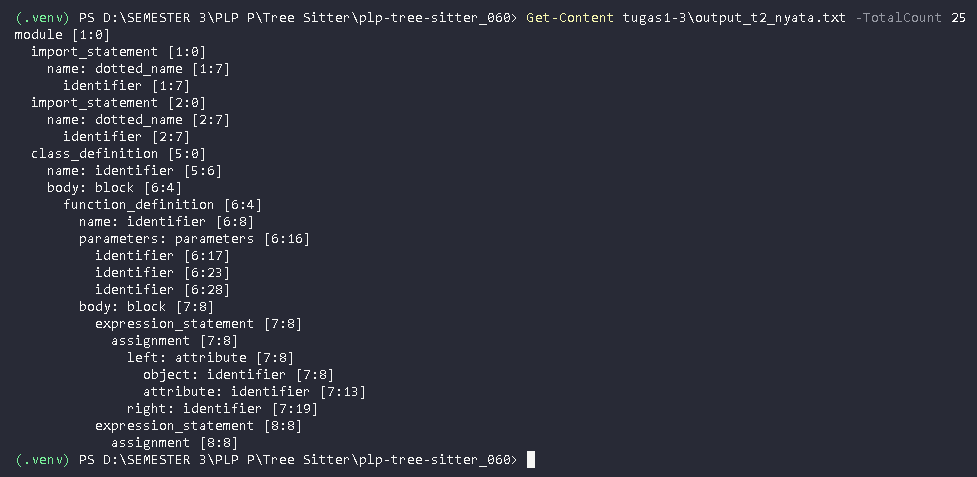 (.venv) PS D:\SEMESTER 3\PLP P\Tree Sitter\plp-tree-sitter_060> Get-Content tugas1-3\output_t2_nyata.txt -TotalCount 25
module [1:0]
  import_statement [1:0]
    name: dotted_name [1:7]
      identifier [1:7]
  import_statement [2:0]
    name: dotted_name [2:7]
      identifier [2:7]
  class_definition [5:0]
    name: identifier [5:6]
    body: block [6:4]
      function_definition [6:4]
        name: identifier [6:8]
        parameters: parameters [6:16]
          identifier [6:17]
          identifier [6:23]
          identifier [6:28]
        body: block [7:8]
          expression_statement [7:8]
            assignment [7:8]
              left: attribute [7:8]
                object: identifier [7:8]
                attribute: identifier [7:13]
              right: identifier [7:19]
          expression_statement [8:8]
            assignment [8:8]
(.venv) PS D:\SEMESTER 3\PLP P\Tree Sitter\plp-tree-sitter_060>